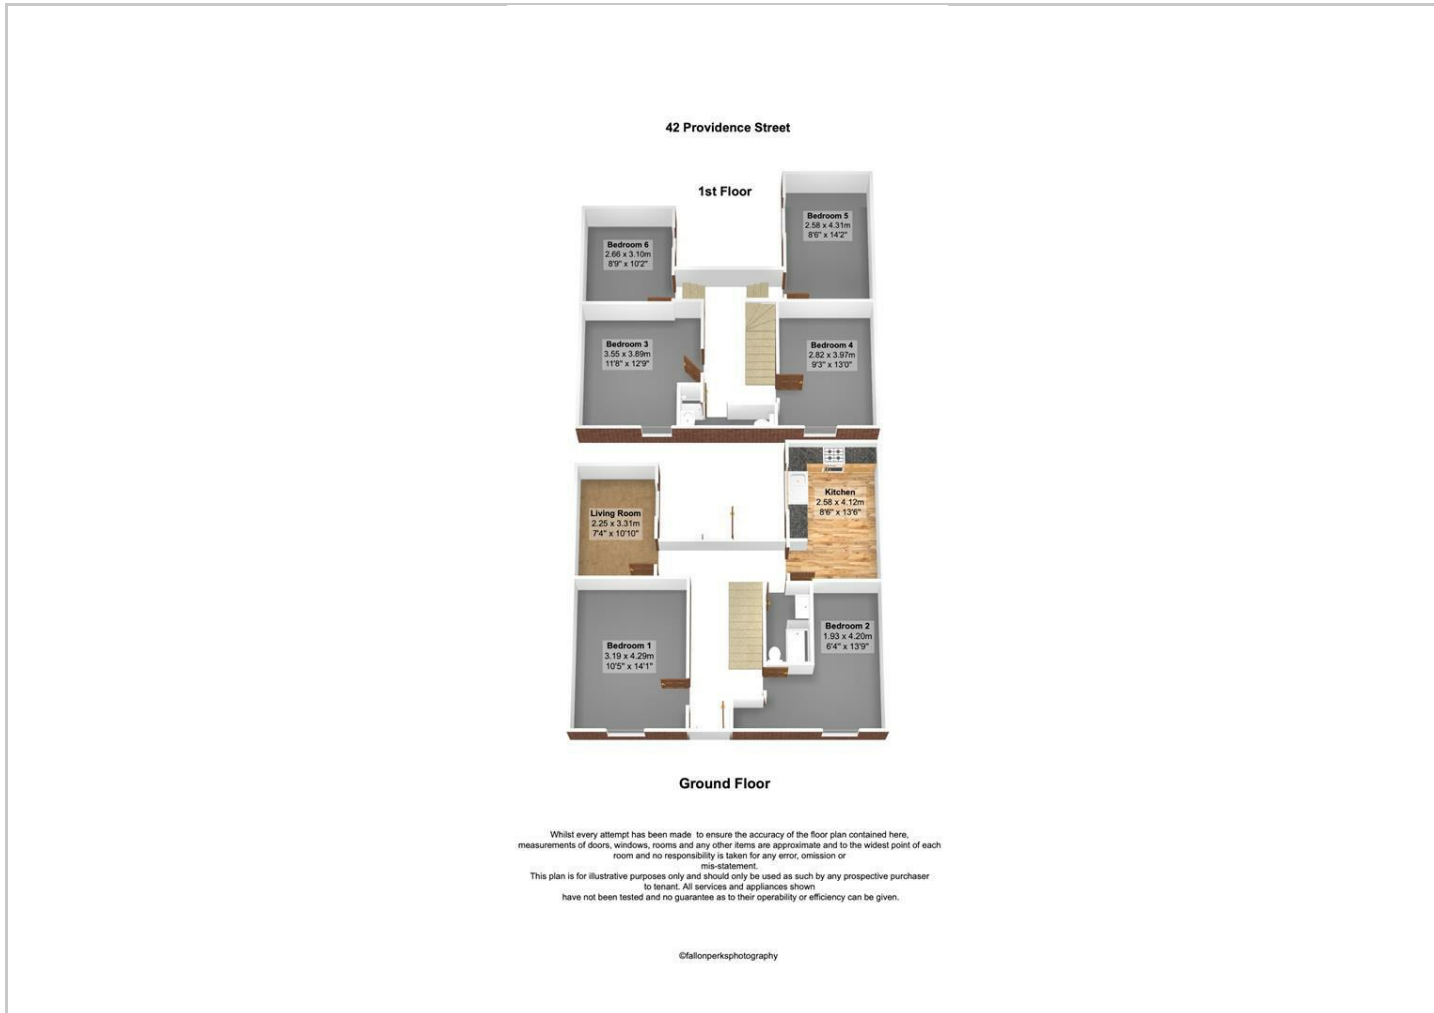 42 Providence Street
1st Floor
Bedroom 5
2.58 x 4.31m
8'6" x 14'2"
Bedroom 6
2.66 x 3.10m
8'9" x 10'2"
Bedroom 3
3.55 x 3.89m
11'8" x 12'9"
Bedroom 4
2.82 x 3.97m
9'3" x 13'0"
Kitchen
2.58 x 4.12m
8'6" x 13'6"
Living Room
2.25 x 3.31m
7'4" x 10'10"
Bedroom 2
1.93 x 4.20m
6'4" x 13'9"
Bedroom 1
3.19 x 4.29m
10'5" x 14'1"
Ground Floor
Whilst every attempt has been made to ensure the accuracy of the floor plan contained here,
measurements of doors, windows, rooms and any other items are approximate and to the widest point of each
room and no responsibility is taken for any error, omission or
mis-statement.
This plan is for illustrative purposes only and should only be used as such by any prospective purchaser
to tenant. All services and appliances shown
have not been tested and no guarantee as to their operability or efficiency can be given.
©fallonperksphotography